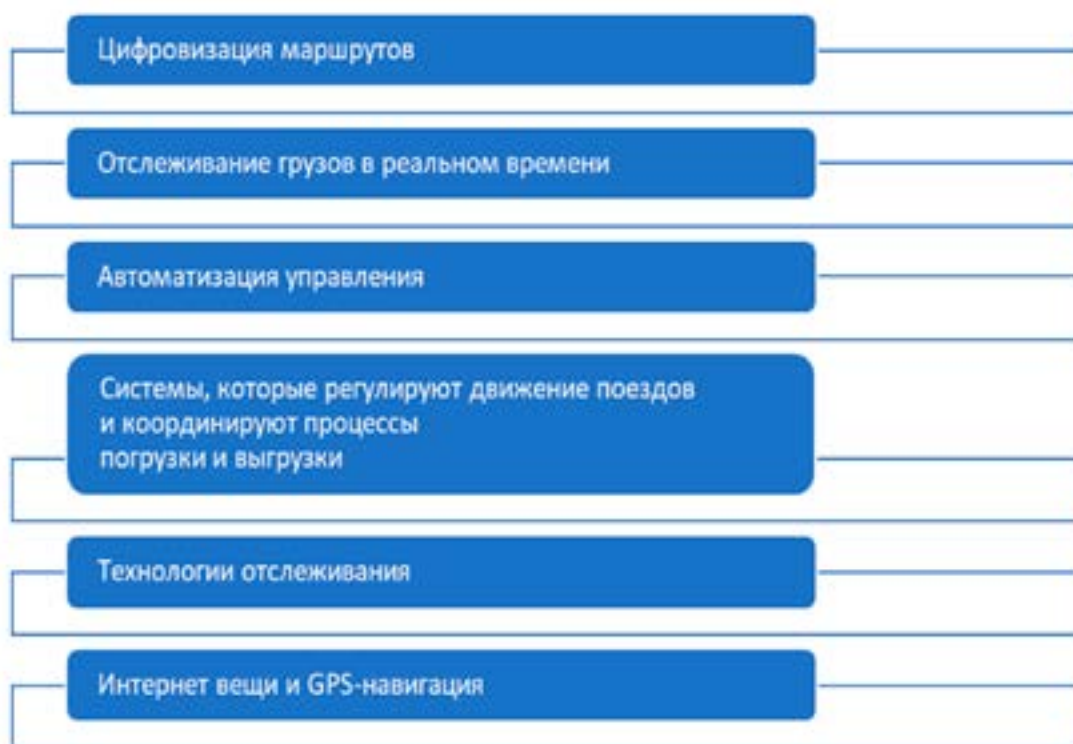 Цифровизация маршрутов
Отслеживание грузов в реальном времени
Автоматизация управления
Системы, которые регулируют движение поездов
и координируют процессы
погрузки и выгрузки
Технологии отслеживания
Интернет вещи и GPS-навигация